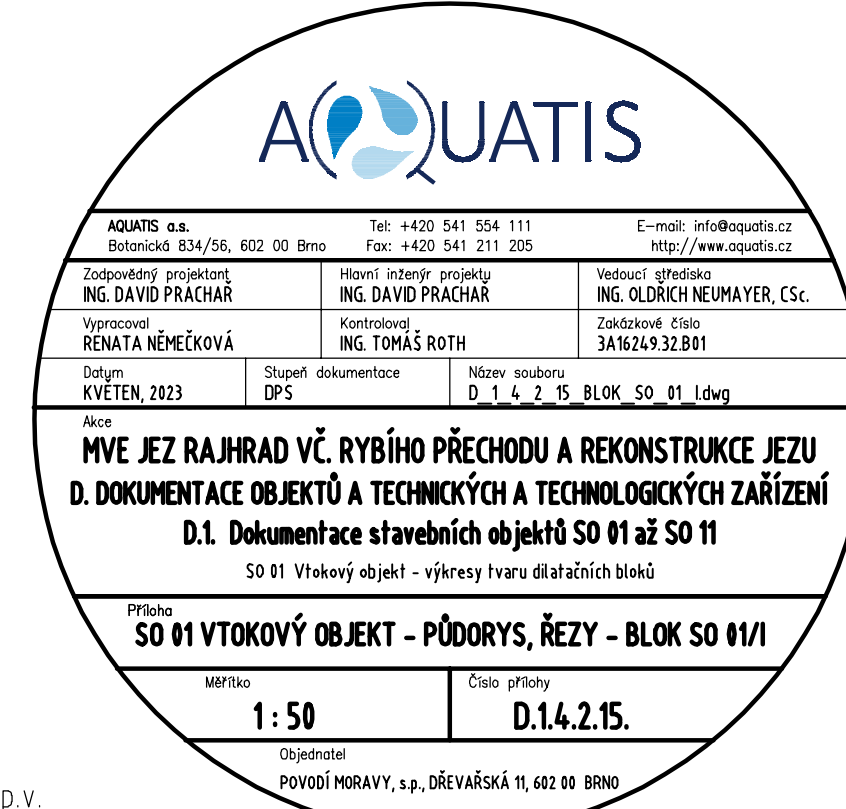 AQUATIS
AQUATIS a.s. Tel: +420 541 554 111 E-mail: info@aquatis.cz
Botanická 834/56, 602 00 Brno Fax: +420 541 211 205 http://www.aquatis.cz
Zodpovědný projektant Hlavní inženýr projektu Vedoucí střediska
ING. DAVID PRACHAŘ ING. DAVID PRACHAŘ ING. OLDŘICH NEUMAYER, CSc.
Vypracoval Kontroloval Zakázkové číslo
RENATA NĚMEČKOVÁ ING. TOMÁŠ ROTH 3A16249.32.B01
Datum Stupeň dokumentace Název souboru
KVĚTEN, 2023 DPS D_1_4_2_15_BLOK_SO_01_I.dwg
Akce
MVE JEZ RAJHRAD VČ. RYBÍHO PŘECHODU A REKONSTRUKCE JEZU
D. DOKUMENTACE OBJEKTŮ A TECHNICKÝCH A TECHNOLOGICKÝCH ZAŘÍZENÍ
D.1. Dokumentace stavebních objektů SO 01 až SO 11
SO 01 Vtokový objekt - výkresy tvaru dilatačních bloků
Příloha
SO 01 VTOKOVÝ OBJEKT - PŮDORYS, ŘEZY - BLOK SO 01/I
Měřítko Číslo přílohy
1 : 50 D.1.4.2.15.
Objednatel
POVODÍ MORAVY, s.p., DŘEVAŘSKÁ 11, 602 00 BRNO
D.V.